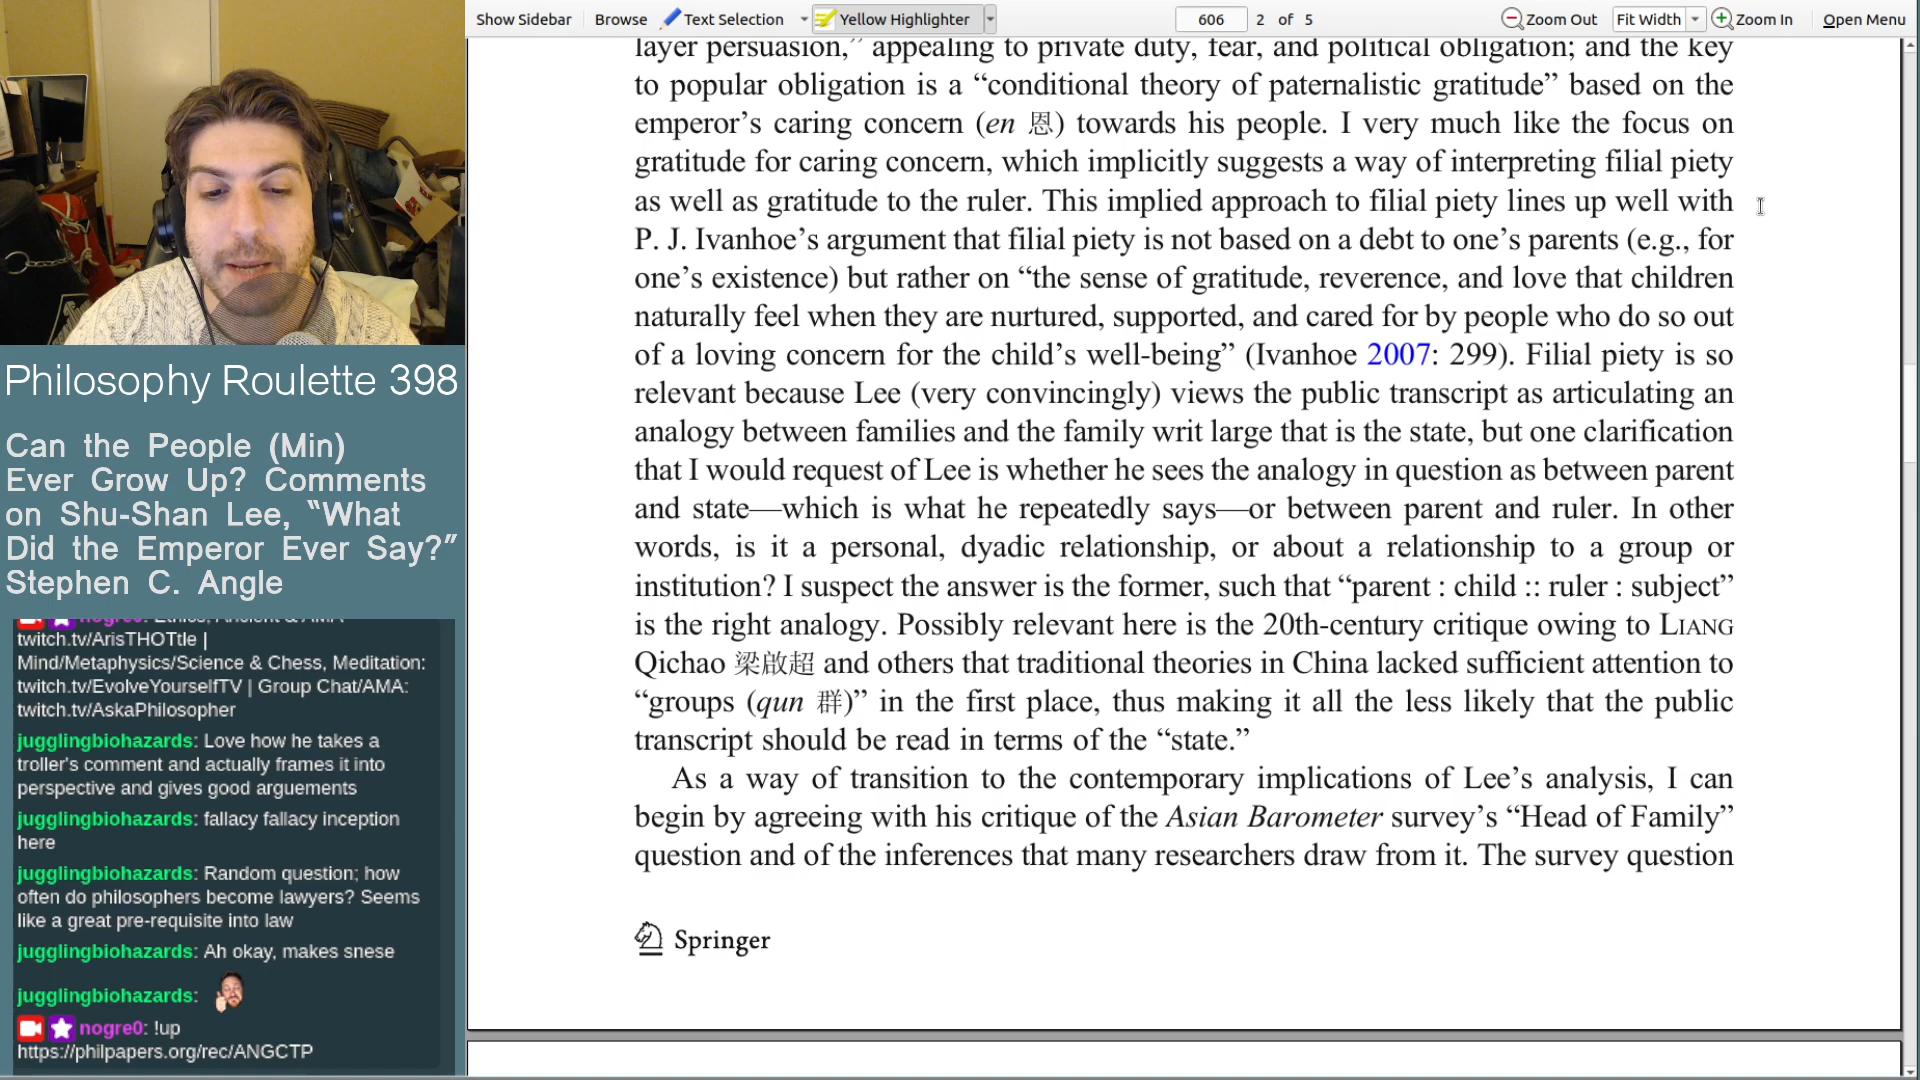 Show Sidebar Browse Text Selection Yellow Highlighter 606 2 of 5 Zoom Out Fit Width Zoom In Open Menu
layer persuasion,” appealing to private duty, fear, and political obligation; and the key
to popular obligation is a “conditional theory of paternalistic gratitude” based on the
emperor’s caring concern (en 恩) towards his people. I very much like the focus on
gratitude for caring concern, which implicitly suggests a way of interpreting filial piety
as well as gratitude to the ruler. This implied approach to filial piety lines up well with
P. J. Ivanhoe’s argument that filial piety is not based on a debt to one’s parents (e.g., for
one’s existence) but rather on “the sense of gratitude, reverence, and love that children
naturally feel when they are nurtured, supported, and cared for by people who do so out
of a loving concern for the child’s well-being” (Ivanhoe 2007: 299). Filial piety is so
relevant because Lee (very convincingly) views the public transcript as articulating an
analogy between families and the family writ large that is the state, but one clarification
that I would request of Lee is whether he sees the analogy in question as between parent
and state—which is what he repeatedly says—or between parent and ruler. In other
words, is it a personal, dyadic relationship, or about a relationship to a group or
institution? I suspect the answer is the former, such that “parent : child :: ruler : subject”
is the right analogy. Possibly relevant here is the 20th-century critique owing to LIANG
Qichao 梁啟超 and others that traditional theories in China lacked sufficient attention to
“groups (qun 群)” in the first place, thus making it all the less likely that the public
transcript should be read in terms of the “state.”
As a way of transition to the contemporary implications of Lee’s analysis, I can
begin by agreeing with his critique of the Asian Barometer survey’s “Head of Family”
question and of the inferences that many researchers draw from it. The survey question
Springer
Philosophy Roulette 398
Can the People (Min)
Ever Grow Up? Comments
on Shu-Shan Lee, “What
Did the Emperor Ever Say?”
Stephen C. Angle
nogre0: Ethics, Ancient & AMA
twitch.tv/ArisTHOTtle |
Mind/Metaphysics/Science & Chess, Meditation:
twitch.tv/EvolveYourselfTV | Group Chat/AMA:
twitch.tv/AskaPhilosopher
jugglingbiohazards: Love how he takes a
troller's comment and actually frames it into
perspective and gives good arguements
jugglingbiohazards: fallacy fallacy inception
here
jugglingbiohazards: Random question; how
often do philosophers become lawyers? Seems
like a great pre-requisite into law
jugglingbiohazards: Ah okay, makes snese
jugglingbiohazards:
nogre0: !up
https://philpapers.org/rec/ANGCTP